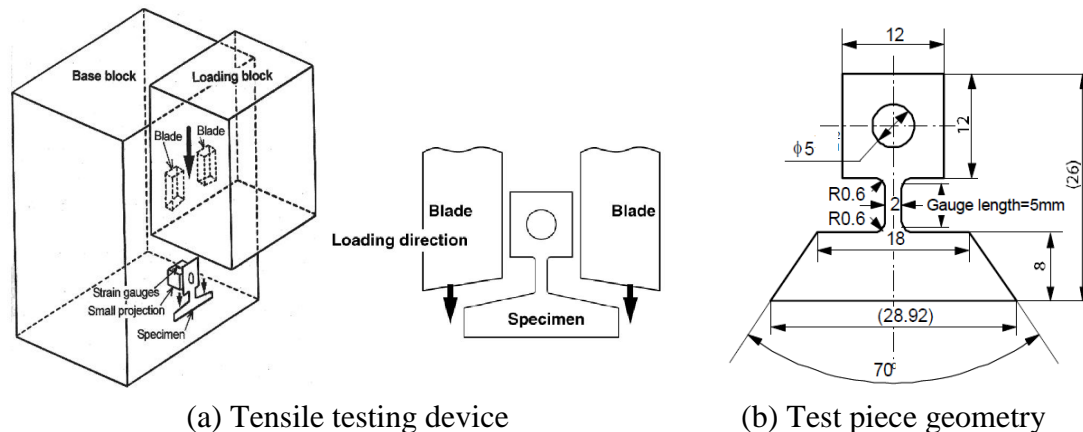 Base block
Loading block
Blade
Blade
Strain gauges
Small projection
Specimen
Blade
Blade
Loading direction
Specimen
12
12
ϕ5
(26)
R0.6
2
Gauge length=5mm
R0.6
18
8
(28.92)
70°
(a) Tensile testing device
(b) Test piece geometry